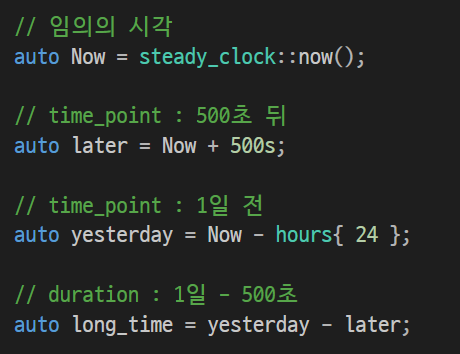 // 임의의 시각
auto Now = steady_clock::now();
// time_point : 500초 뒤
auto later = Now + 500s;
// time_point : 1일 전
auto yesterday = Now - hours{ 24 };
// duration : 1일 - 500초
auto long_time = yesterday - later;